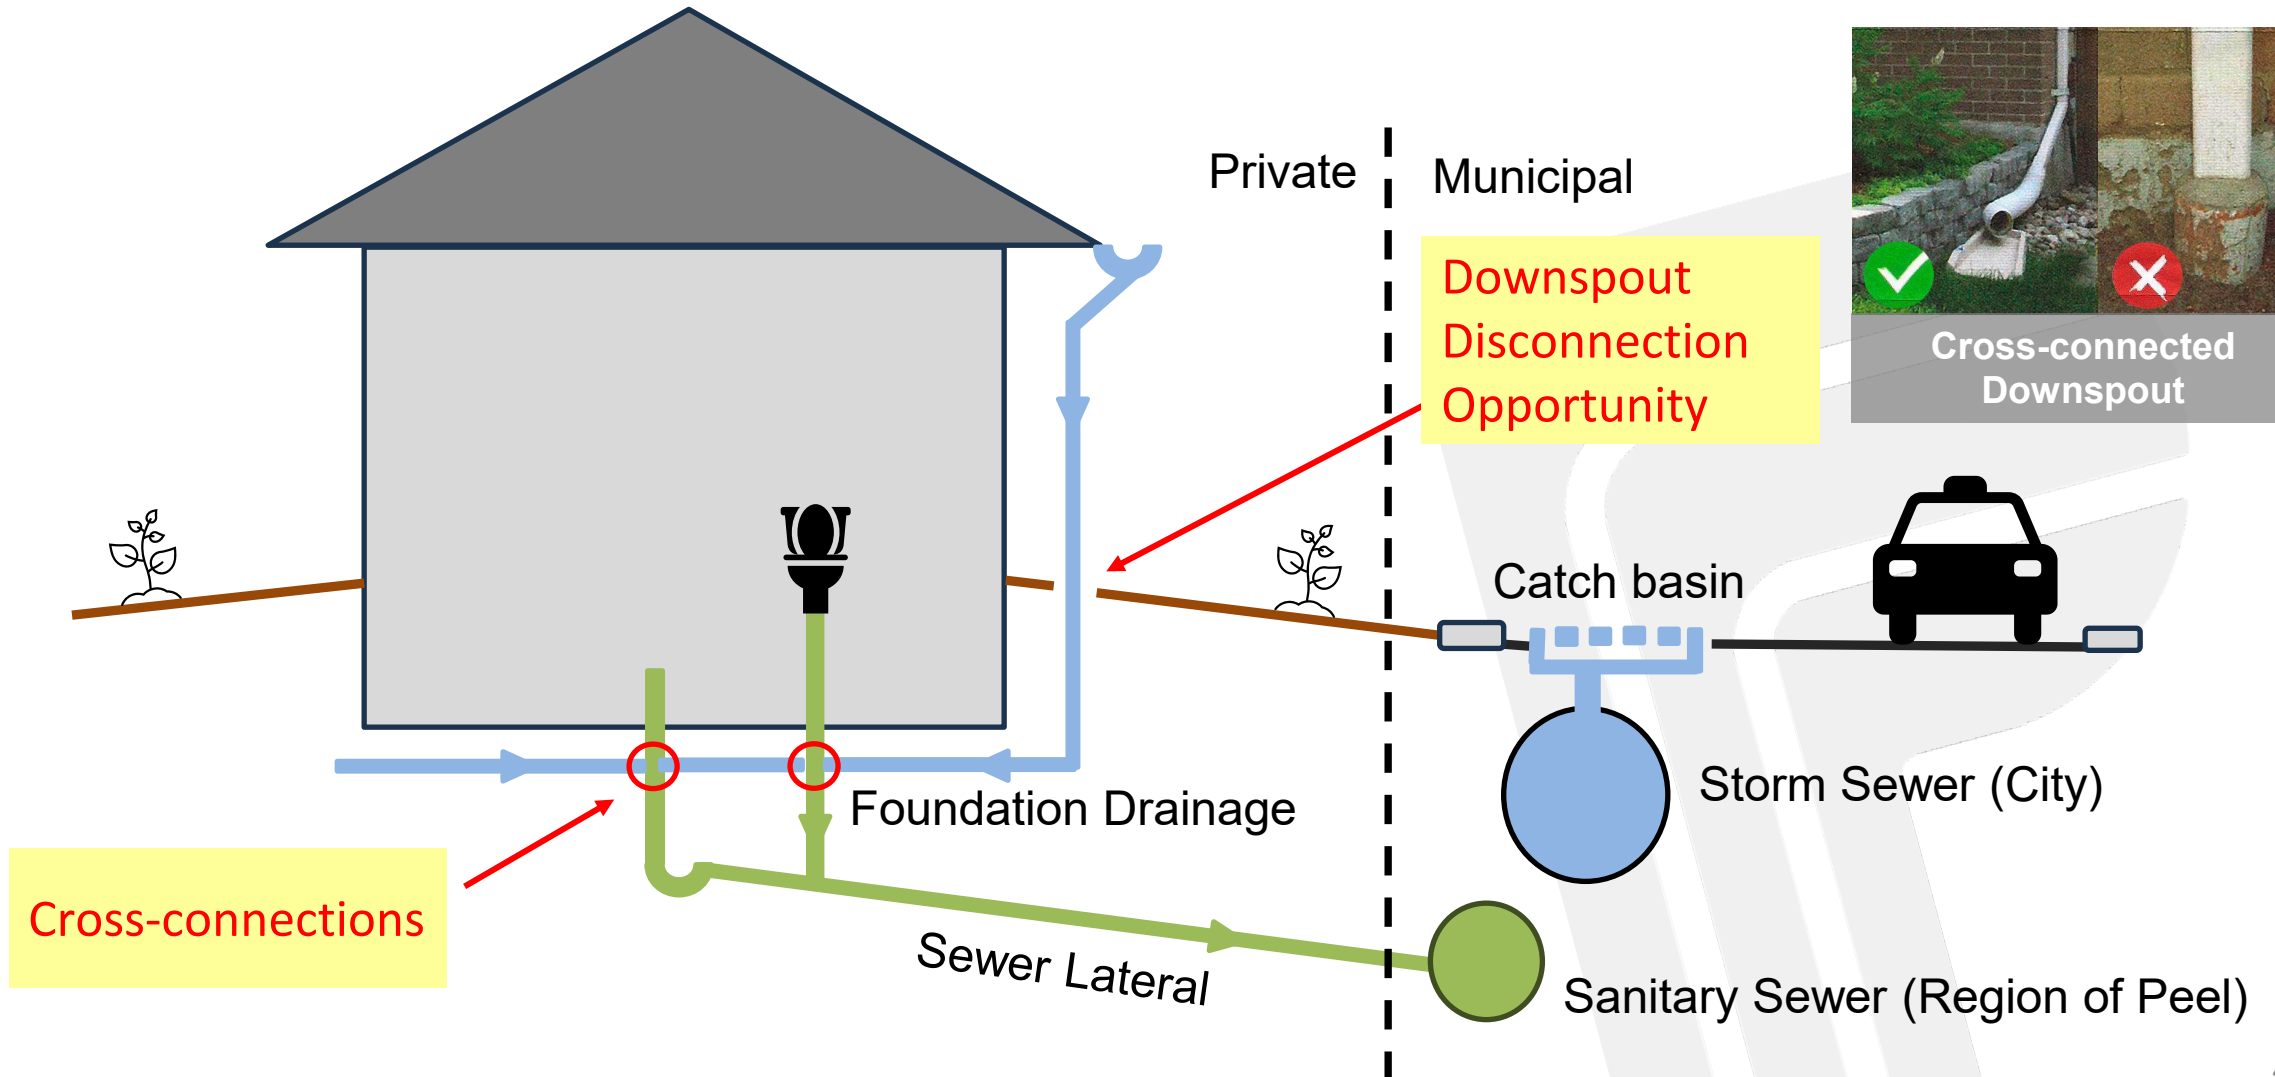 Private
Municipal
Downspout
Disconnection
Opportunity
Cross-connected
Downspout
Catch basin
Storm Sewer (City)
Foundation Drainage
Cross-connections
Sewer Lateral
Sanitary Sewer (Region of Peel)